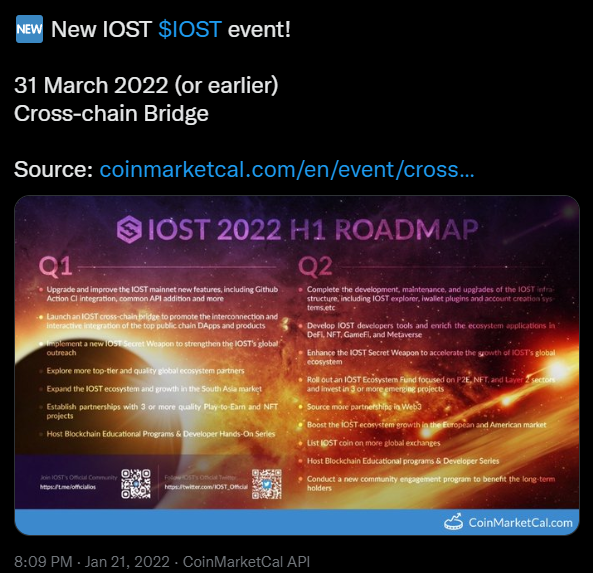 NEW New IOST $IOST event!
31 March 2022 (or earlier)
Cross-chain Bridge
Source: coinmarketcal.com/en/event/cross...
IOST 2022 H1 ROADMAP
Q1
Upgrade and improve the IOST mainnet new features, including Github
Action CI integration, common API addition and more
Launch an IOST cross-chain bridge to promote the interconnection and
interactive integration of the top public chain DApps and products
Implement a new IOST Secret Weapon to strengthen the IOST's global
outreach
Explore more top-tier and quality global ecosystem partners
Expand the IOST ecosystem and growth in the South Asia market
Establish partnerships with 3 or more quality Play-to-Earn and NFT
projects
Host Blockchain Educational Programs & Developer Hands-On Series
Q2
Complete the development, maintenance, and upgrades of the IOST infra-
structure, including IOST explorer, iwallet plugins and account creation sys-
tems,etc
Develop IOST developers tools and enrich the ecosystem applications in
DeFi, NFT, GameFi, and Metaverse
Enhance the IOST Secret Weapon to accelerate the growth of IOST's global
ecosystem
Roll out an IOST Ecosystem Fund focused on P2E, NFT, and Layer 2 sectors
and invest in 3 or more emerging projects
Source more partnerships in Web3
Boost the IOST ecosystem growth in the European and American market
List IOST coin on more global exchanges
Host Blockchain Educational programs & Developer Series
Conduct a new community engagement program to benefit the long-term
holders
Join IOST's Official Community
https://t.me/officialios
Follow IOST's Official Twitter
https://twitter.com/IOST_Official
CoinMarketCal.com
8:09 PM · Jan 21, 2022 · CoinMarketCal API